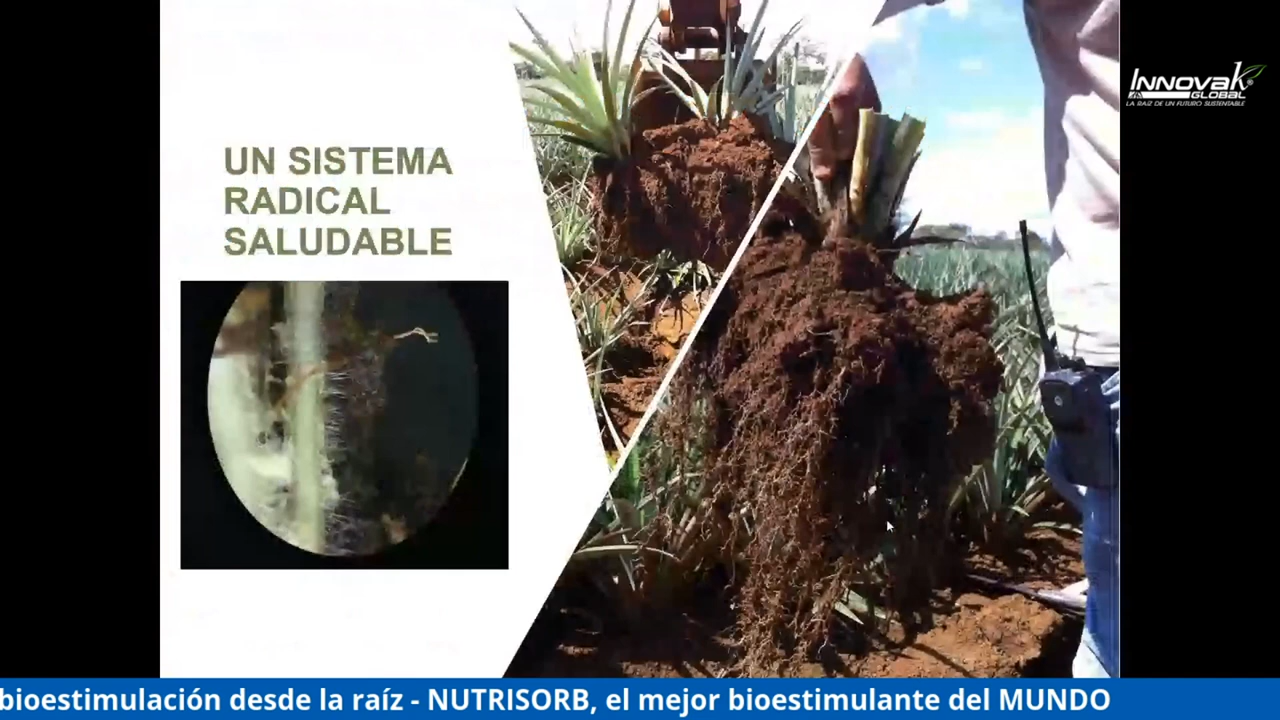 UN SISTEMA
RADICAL
SALUDABLE
INNOVAK
GLOBAL
LA RAÍZ DE UN FUTURO SUSTENTABLE
bioestimulación desde la raíz - NUTRISORB, el mejor bioestimulante del MUNDO